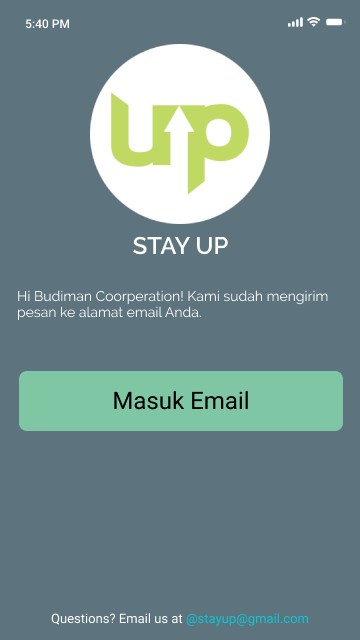 5:40 PM
up
STAY UP
Hi Budiman Coorperation! Kami sudah mengirim
pesan ke alamat email Anda.
Masuk Email
Questions? Email us at @stayup@gmail.com